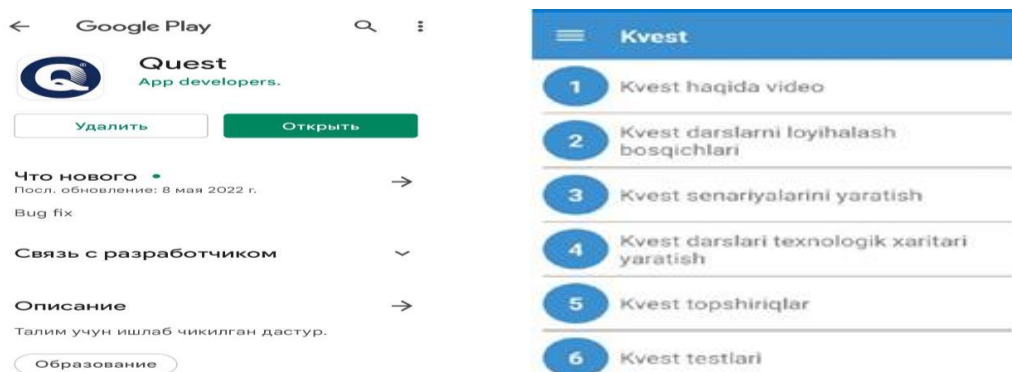 Google Play
Quest
App developers.
Удалить
Открыть
Что нового
Посл. обновление: 8 мая 2022 г.
Bug fix
Связь с разработчиком
Описание
Талим учун ишлаб чикилган дастур.
Образование
Kvest
1 Kvest haqida video
2 Kvest darslarni loyihalash
bosqichlari
3 Kvest senariyalarini yaratish
4 Kvest darslari texnologik xaritari
yaratish
5 Kvest topshiriqlar
6 Kvest testlari